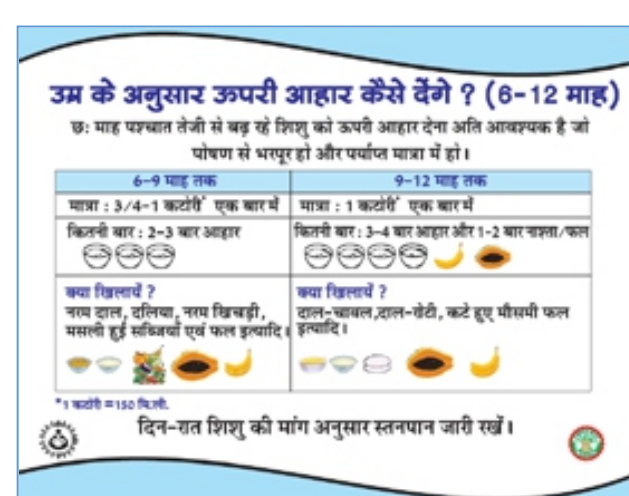 उम्र के अनुसार ऊपरी आहार कैसे देंगे ? (6-12 माह)
छः माह पश्चात तेजी से बढ़ रहे शिशु को ऊपरी आहार देना अति आवश्यक है जो
पोषण से भरपूर हो और पर्याप्त मात्रा में हो।
6-9 माह तक
मात्रा : 3/4-1 कटोरी* एक बार में
कितनी बार : 2-3 बार आहार
क्या खिलायें ?
नरम दाल, दलिया, नरम खिचड़ी,
मसली हुई सब्जियाँ एवं फल इत्यादि।
9-12 माह तक
मात्रा : 1 कटोरी* एक बार में
कितनी बार : 3-4 बार आहार और 1-2 बार नाश्ता/फल
क्या खिलायें ?
दाल-चावल,दाल-रोटी, कटे हुए मौसमी फल
इत्यादि।
*1 कटोरी =150 मि.ली.
दिन-रात शिशु की मांग अनुसार स्तनपान जारी रखें।